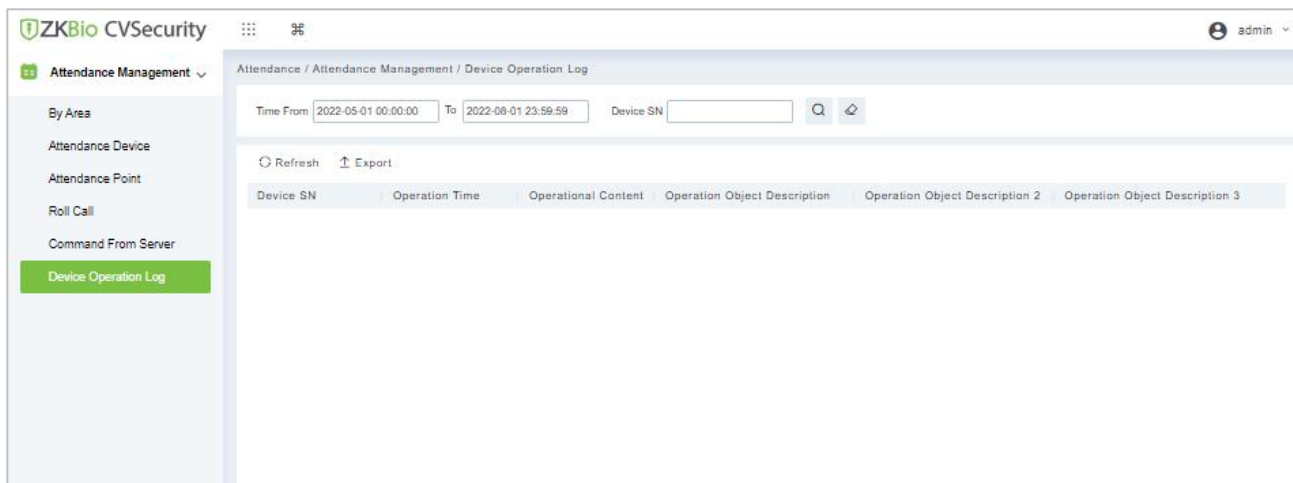 ZKBio CVSecurity
admin
Attendance Management
Attendance / Attendance Management / Device Operation Log
By Area
Attendance Device
Attendance Point
Roll Call
Command From Server
Device Operation Log
Time From 2022-05-01 00:00:00 To 2022-08-01 23:59:59 Device SN
Refresh Export
Device SN Operation Time Operational Content Operation Object Description Operation Object Description 2 Operation Object Description 3